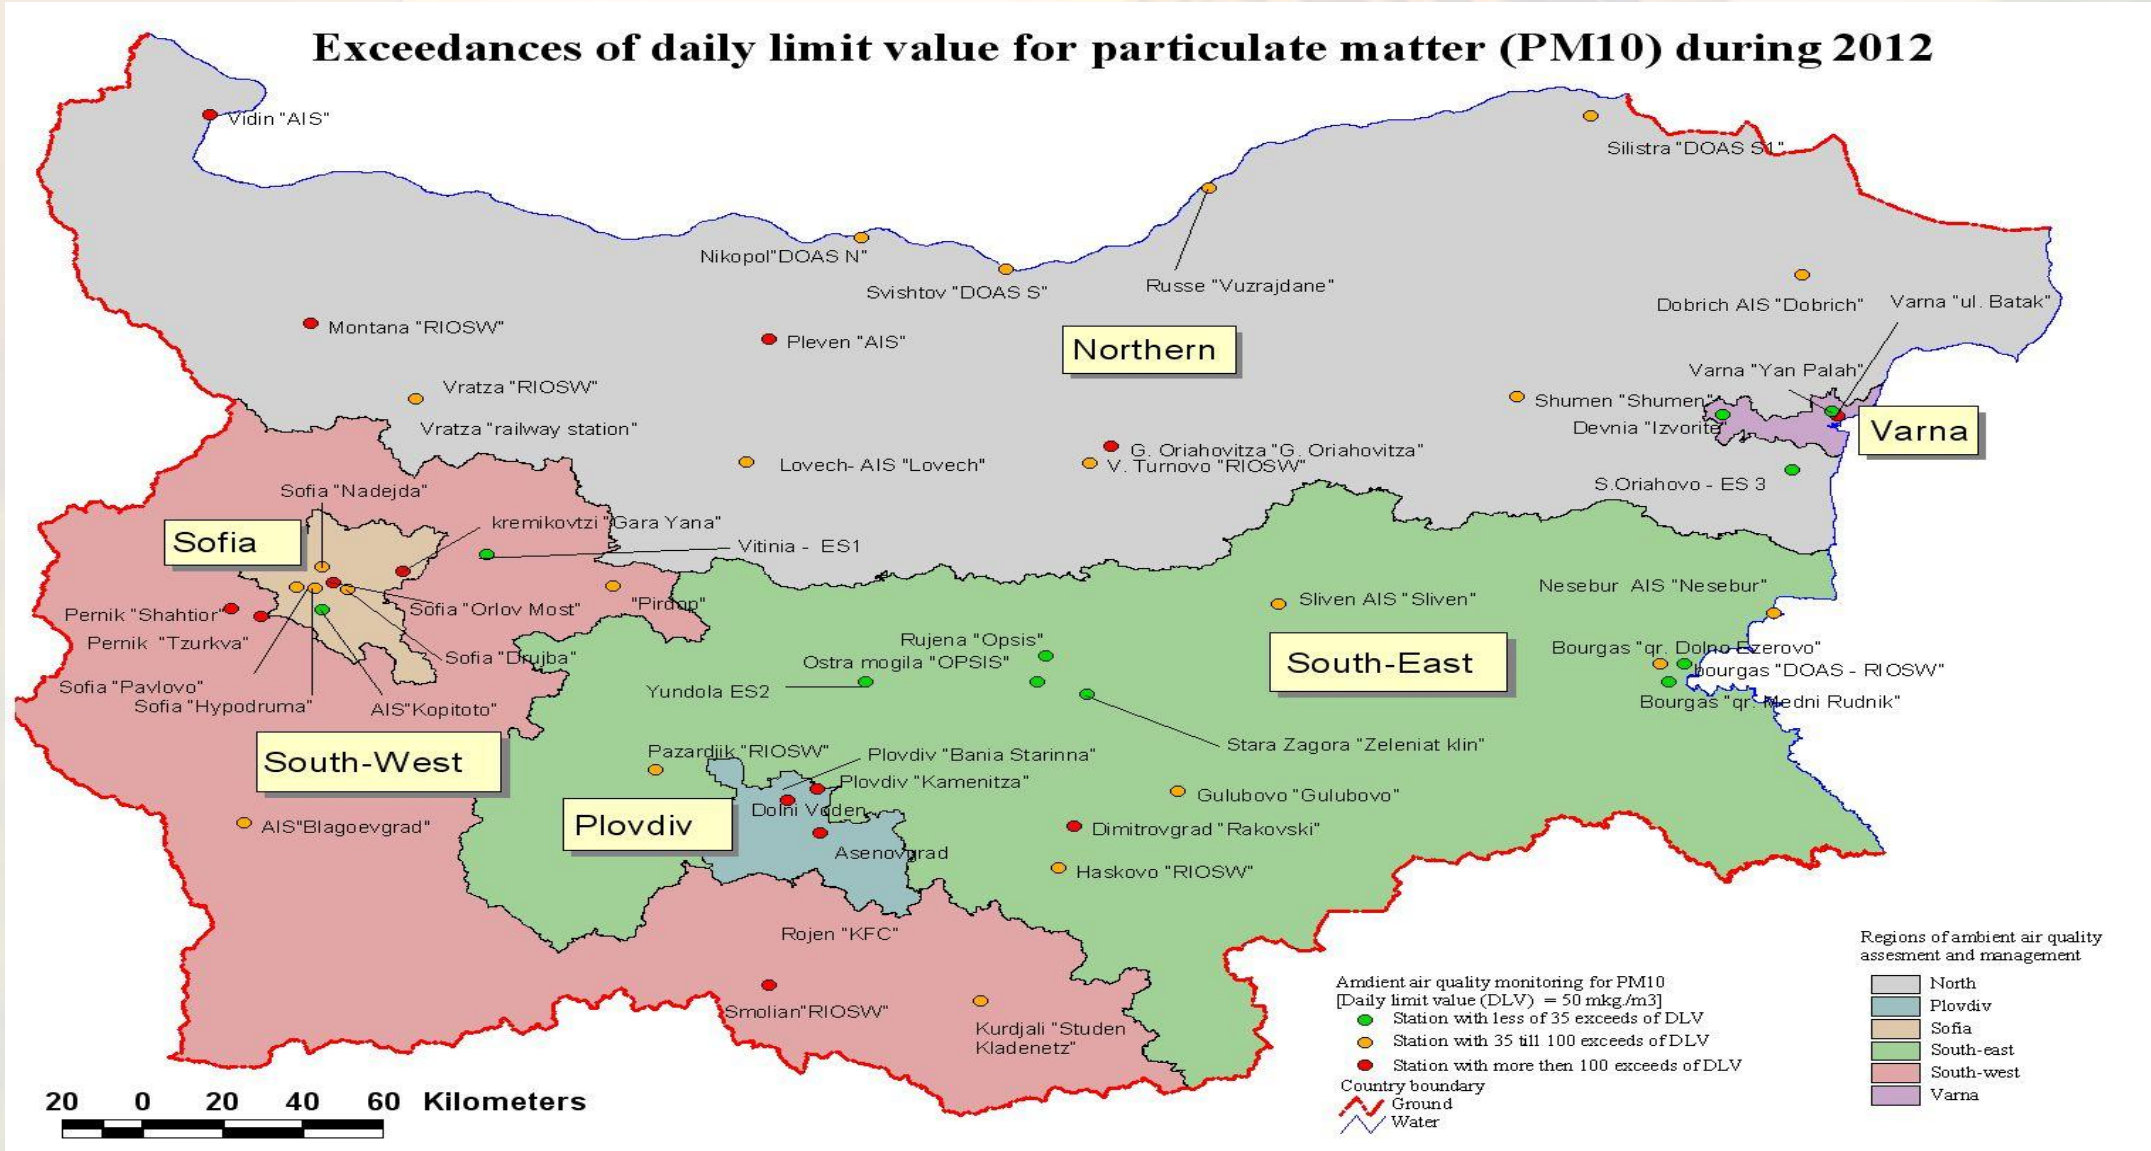 Exceedances of daily limit value for particulate matter (PM10) during 2012
Vidin "AIS"
Silistra "DOAS S1"
Nikopol"DOAS N"
Svishtov "DOAS S"
Russe "Vuzrajdane"
Dobrich AIS "Dobrich"
Varna "ul. Batak"
Montana "RIOSW"
Pleven "AIS"
Northern
Varna "Yan Palah"
Vratza "RIOSW"
Shumen "Shumen"
Vratza "railway station"
Devnia "Izvorite"
Varna
G. Oriahovitza "G. Oriahovitza"
Lovech- AIS "Lovech"
V. Turnovo "RIOSW"
S.Oriahovo - ES 3
Sofia "Nadejda"
kremikovtzi "Gara Yana"
Sofia
Vitinia - ES1
Nesebur AIS "Nesebur"
Sliven AIS "Sliven"
"Pirdop"
Sofia "Orlov Most"
Pernik "Shahtior"
Pernik "Tzurkva"
Rujena "Opsis"
Bourgas "qr. Dolno Ezerovo"
Sofia "Drujba"
Ostra mogila "OPSIS"
South-East
bourgas "DOAS - RIOSW"
Sofia "Pavlovo"
Yundola ES2
Bourgas "qr. Medni Rudnik"
Sofia "Hypodruma"
AIS"Kopitoto"
Stara Zagora "Zeleniat klin"
South-West
Pazardjik "RIOSW"
Plovdiv "Bania Starinna"
Plovdiv "Kamenitza"
Gulubovo "Gulubovo"
Dolni Voden
Plovdiv
AIS"Blagoevgrad"
Dimitrovgrad "Rakovski"
Asenovgrad
Haskovo "RIOSW"
Rojen "KFC"
Smolian"RIOSW"
Kurdjali "Studen
Kladenetz"
Amdient air quality monitoring for PM10
[Daily limit value (DLV) = 50 mkg./m3]
Station with less of 35 exceeds of DLV
Station with 35 till 100 exceeds of DLV
Station with more then 100 exceeds of DLV
Country boundary
Ground
Water
Regions of ambient air quality
assesment and management
North
Plovdiv
Sofia
South-east
South-west
Varna
20 0 20 40 60 Kilometers